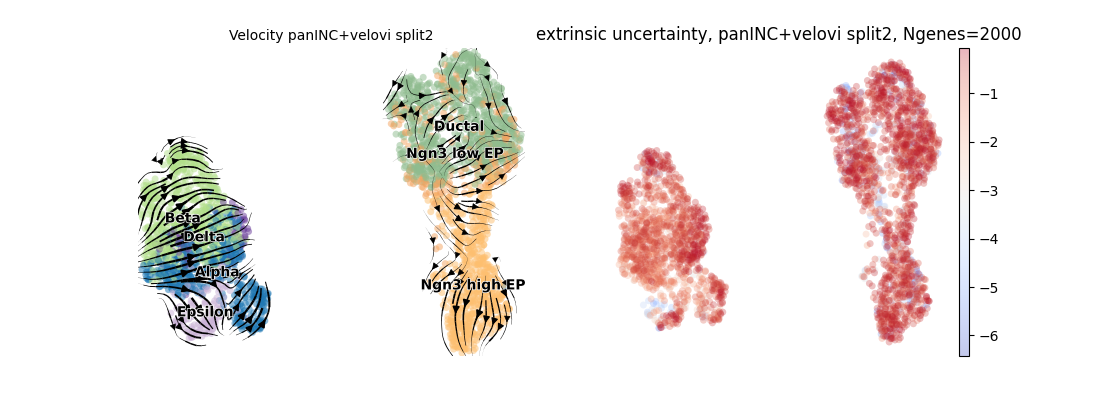 Velocity panINC+velovi split2
extrinsic uncertainty, panINC+velovi split2, Ngenes=2000
Ductal
Ngn3 low EP
Beta
Delta
Alpha
Ngn3 high EP
Epsilon
−1
−2
−3
−4
−5
−6